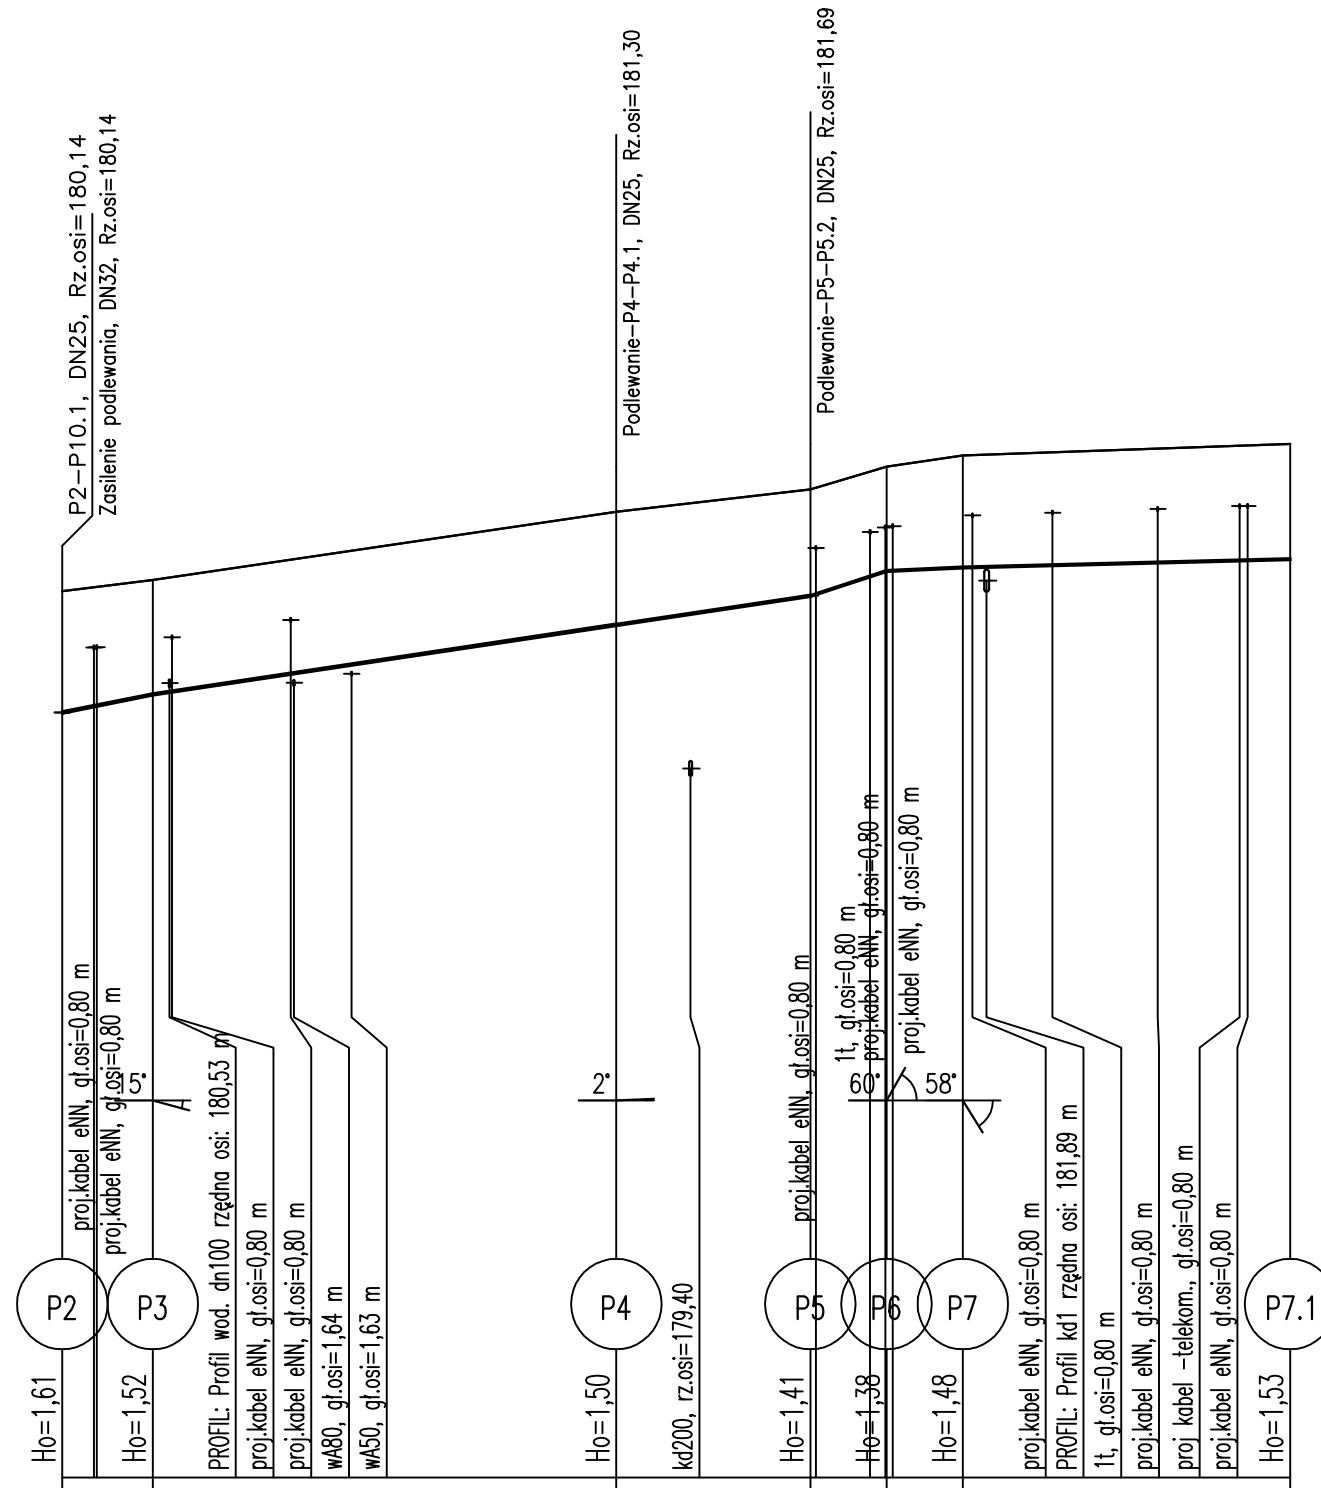 P2-P10.1, DN25, Rz.osi=180,14
Zasilenie podlewania, DN32, Rz.osi=180,14
Podlewanie-P4-P4.1, DN25, Rz.osi=181,30
Podlewanie-P5-P5.2, DN25, Rz.osi=181,69
proj.kabel eNN, gł.osi=0,80 m
proj.kabel eNN, gł.osi=0,80 m
15°
PROFIL: Profil wod. dn100 rzędna osi: 180,53 m
proj.kabel eNN, gł.osi=0,80 m
proj.kabel eNN, gł.osi=0,80 m
wA80, gł.osi=1,64 m
wA50, gł.osi=1,63 m
2°
kd200, rz.osi=179,40
proj.kabel eNN, gł.osi=0,80 m
1t, gł.osi=0,80 m
proj.kabel eNN, gł.osi=0,80 m
proj.kabel eNN, gł.osi=0,80 m
60°
58°
proj.kabel eNN, gł.osi=0,80 m
PROFIL: Profil kd1 rzędna osi: 181,89 m
1t, gł.osi=0,80 m
proj.kabel eNN, gł.osi=0,80 m
proj kabel -telekom., gł.osi=0,80 m
proj.kabel eNN, gł.osi=0,80 m
P2
P3
P4
P5
P6
P7
P7.1
Ho=1,61
Ho=1,52
Ho=1,50
Ho=1,41
Ho=1,38
Ho=1,48
Ho=1,53